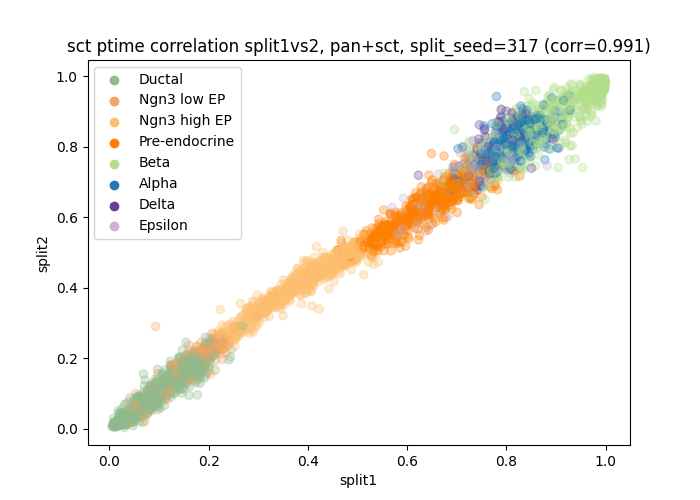 sct ptime correlation split1vs2, pan+sct, split_seed=317 (corr=0.991)
Ductal
Ngn3 low EP
Ngn3 high EP
Pre-endocrine
Beta
Alpha
Delta
Epsilon
1.0
0.8
0.6
0.4
0.2
0.0
split2
0.0 0.2 0.4 0.6 0.8 1.0
split1